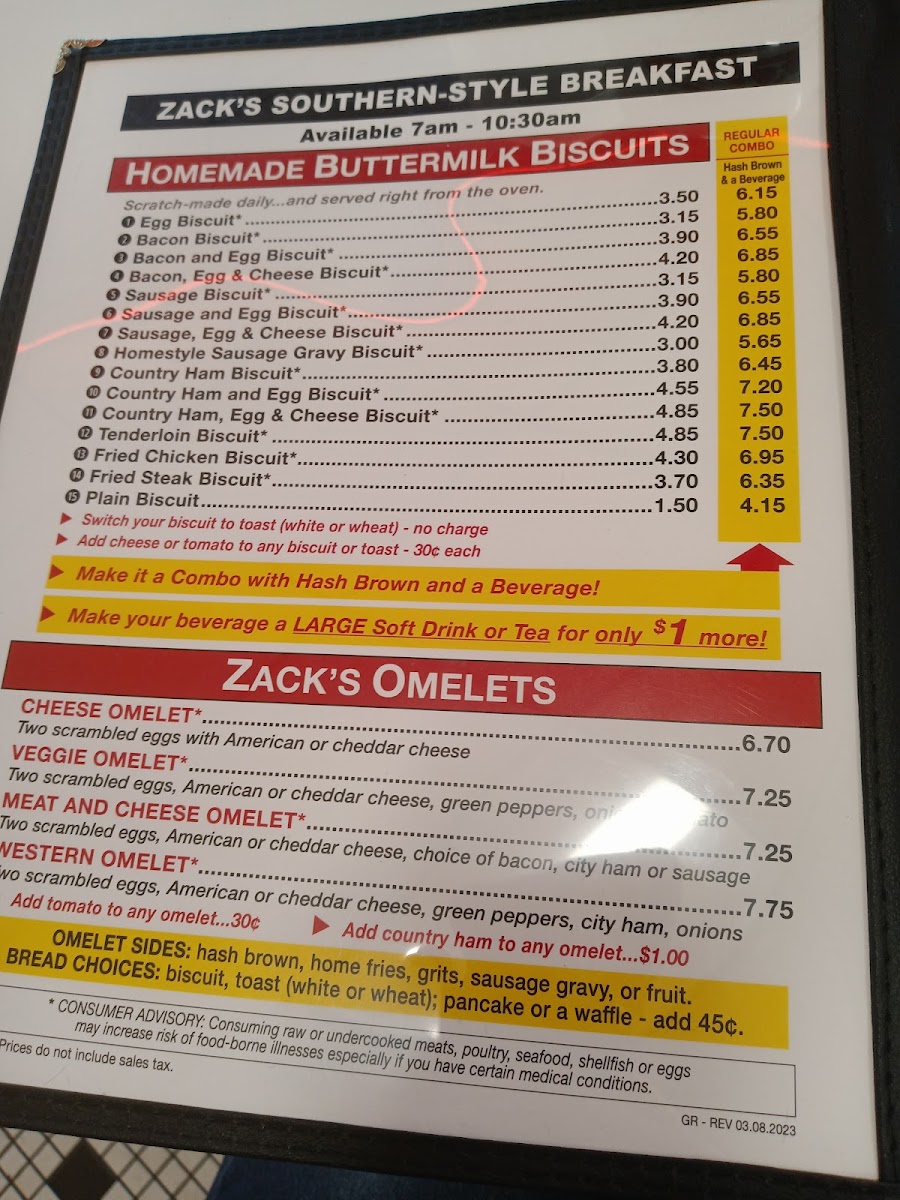 ZACK'S SOUTHERN-STYLE BREAKFAST
Available 7am - 10:30am
HOMEMADE BUTTERMILK BISCUITS
REGULAR
COMBO
Hash Brown
& a Beverage
Scratch-made daily...and served right from the oven.
1 Egg Biscuit* 3.50 6.15
2 Bacon Biscuit* 3.15 5.80
3 Bacon and Egg Biscuit* 3.90 6.55
4 Bacon, Egg & Cheese Biscuit* 4.20 6.85
5 Sausage Biscuit* 3.15 5.80
6 Sausage and Egg Biscuit* 3.90 6.55
7 Sausage, Egg & Cheese Biscuit* 4.20 6.85
8 Homestyle Sausage Gravy Biscuit* 3.00 5.65
9 Country Ham Biscuit* 3.80 6.45
10 Country Ham and Egg Biscuit* 4.55 7.20
11 Country Ham, Egg & Cheese Biscuit* 4.85 7.50
12 Tenderloin Biscuit* 4.85 7.50
13 Fried Chicken Biscuit* 4.30 6.95
14 Fried Steak Biscuit* 3.70 6.35
15 Plain Biscuit 1.50 4.15
Switch your biscuit to toast (white or wheat) - no charge
Add cheese or tomato to any biscuit or toast - 30¢ each
Make it a Combo with Hash Brown and a Beverage!
Make your beverage a LARGE Soft Drink or Tea for only $1 more!
ZACK'S OMELETS
CHEESE OMELET* 6.70
Two scrambled eggs with American or cheddar cheese
VEGGIE OMELET* 7.25
Two scrambled eggs, American or cheddar cheese, green peppers,
MEAT AND CHEESE OMELET* 7.25
Two scrambled eggs, American or cheddar cheese, choice of bacon, city ham or sausage
WESTERN OMELET* 7.75
Two scrambled eggs, American or cheddar cheese, green peppers, city ham, onions
Add tomato to any omelet...30¢ Add country ham to any omelet...$1.00
OMELET SIDES: hash brown, home fries, grits, sausage gravy, or fruit.
BREAD CHOICES: biscuit, toast (white or wheat); pancake or a waffle - add 45¢.
* CONSUMER ADVISORY: Consuming raw or undercooked meats, poultry, seafood, shellfish or eggs
may increase risk of food-borne illnesses especially if you have certain medical conditions.
Prices do not include sales tax.
GR - REV 03.08.2023